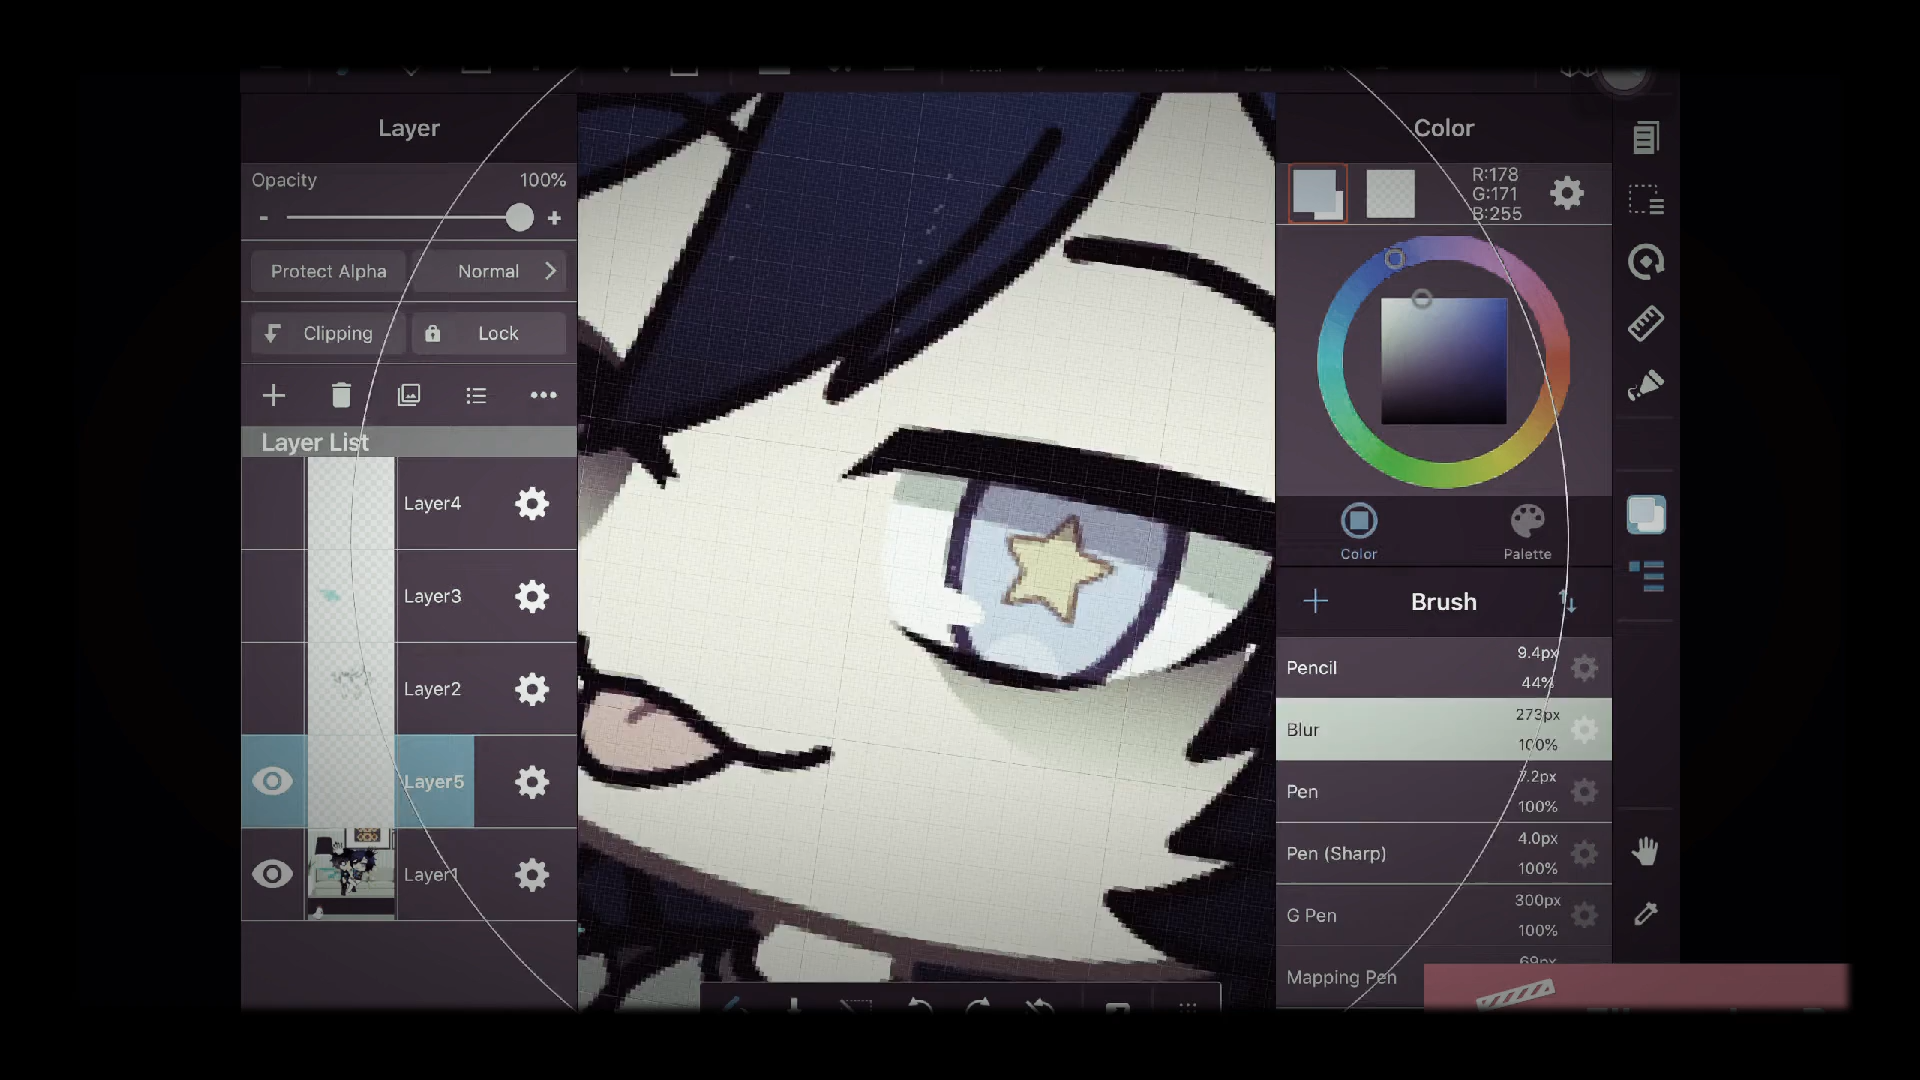 Layer
Opacity 100%
- +
Protect Alpha Normal
Clipping Lock
Layer List
Layer4
Layer3
Layer2
Layer5
Layer1
Color
R:178
G:171
B:255
Color Palette
Brush
Pencil 9.4px 44%
Blur 273px 100%
Pen 7.2px 100%
Pen (Sharp) 4.0px 100%
G Pen 300px 100%
Mapping Pen 69px